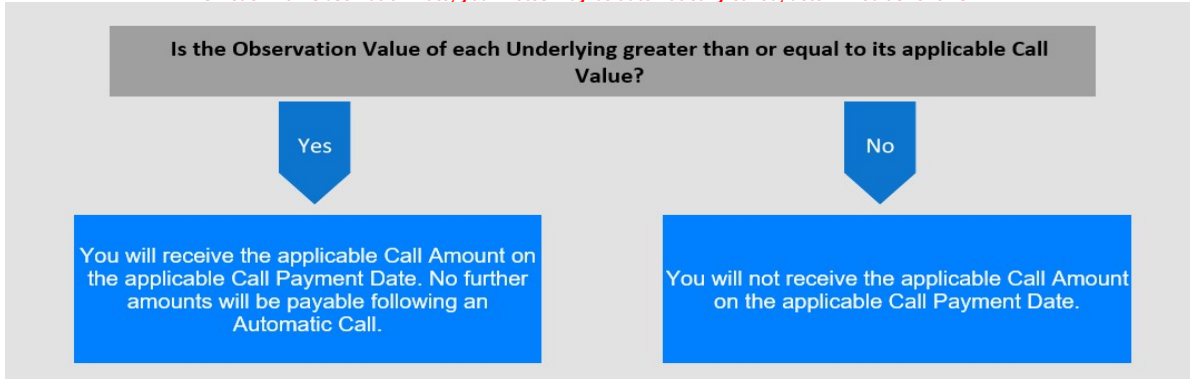 Is the Observation Value of each Underlying greater than or equal to its applicable Call
Value?
Yes
No
You will receive the applicable Call Amount on
the applicable Call Payment Date. No further
amounts will be payable following an
Automatic Call.
You will not receive the applicable Call Amount
on the applicable Call Payment Date.